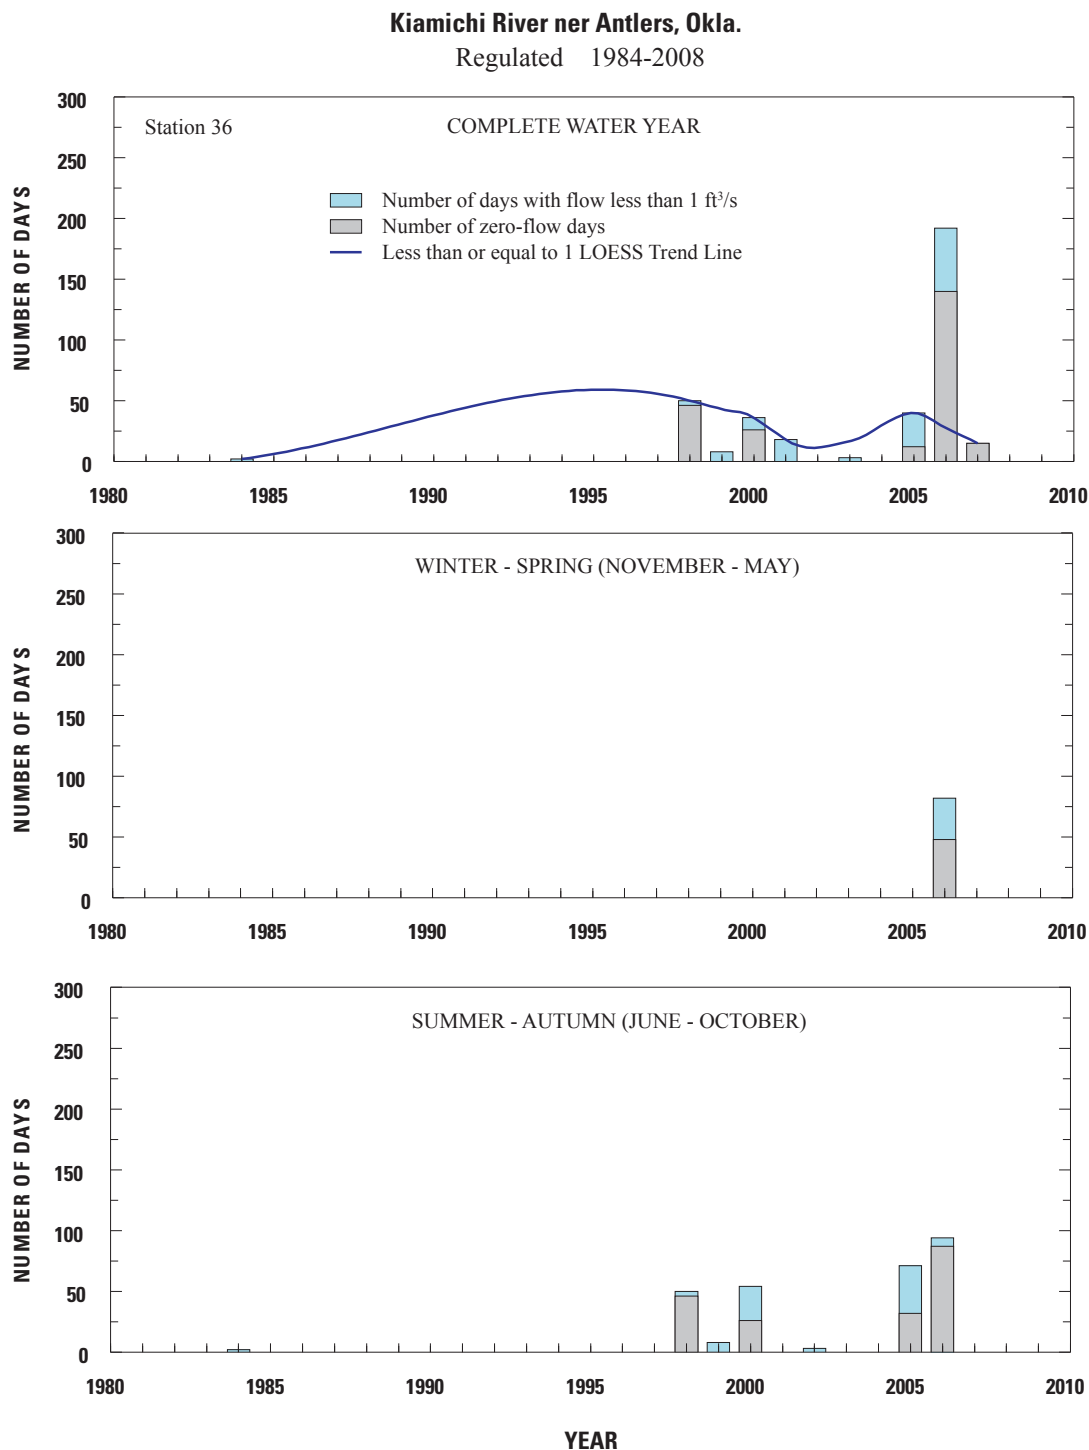 Kiamichi River ner Antlers, Okla.
Regulated 1984-2008
300
250
200
150
100
50
0
NUMBER OF DAYS
Station 36
COMPLETE WATER YEAR
Number of days with flow less than 1 ft³/s
Number of zero-flow days
Less than or equal to 1 LOESS Trend Line
1980 1985 1990 1995 2000 2005 2010
300
250
200
150
100
50
0
NUMBER OF DAYS
WINTER - SPRING (NOVEMBER - MAY)
1980 1985 1990 1995 2000 2005 2010
300
250
200
150
100
50
0
NUMBER OF DAYS
SUMMER - AUTUMN (JUNE - OCTOBER)
1980 1985 1990 1995 2000 2005 2010
YEAR